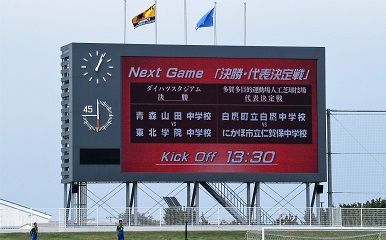 Next Game 「決勝・代表決定戦」
ダイハツスタジアム 多賀多目的運動場人工芝球技場
決勝 代表決定戦
青森山田中学校 白鷹町立白鷹中学校
vs vs
東北学院中学校 にかほ市立仁賀保中学校
Kick Off 13:30
45